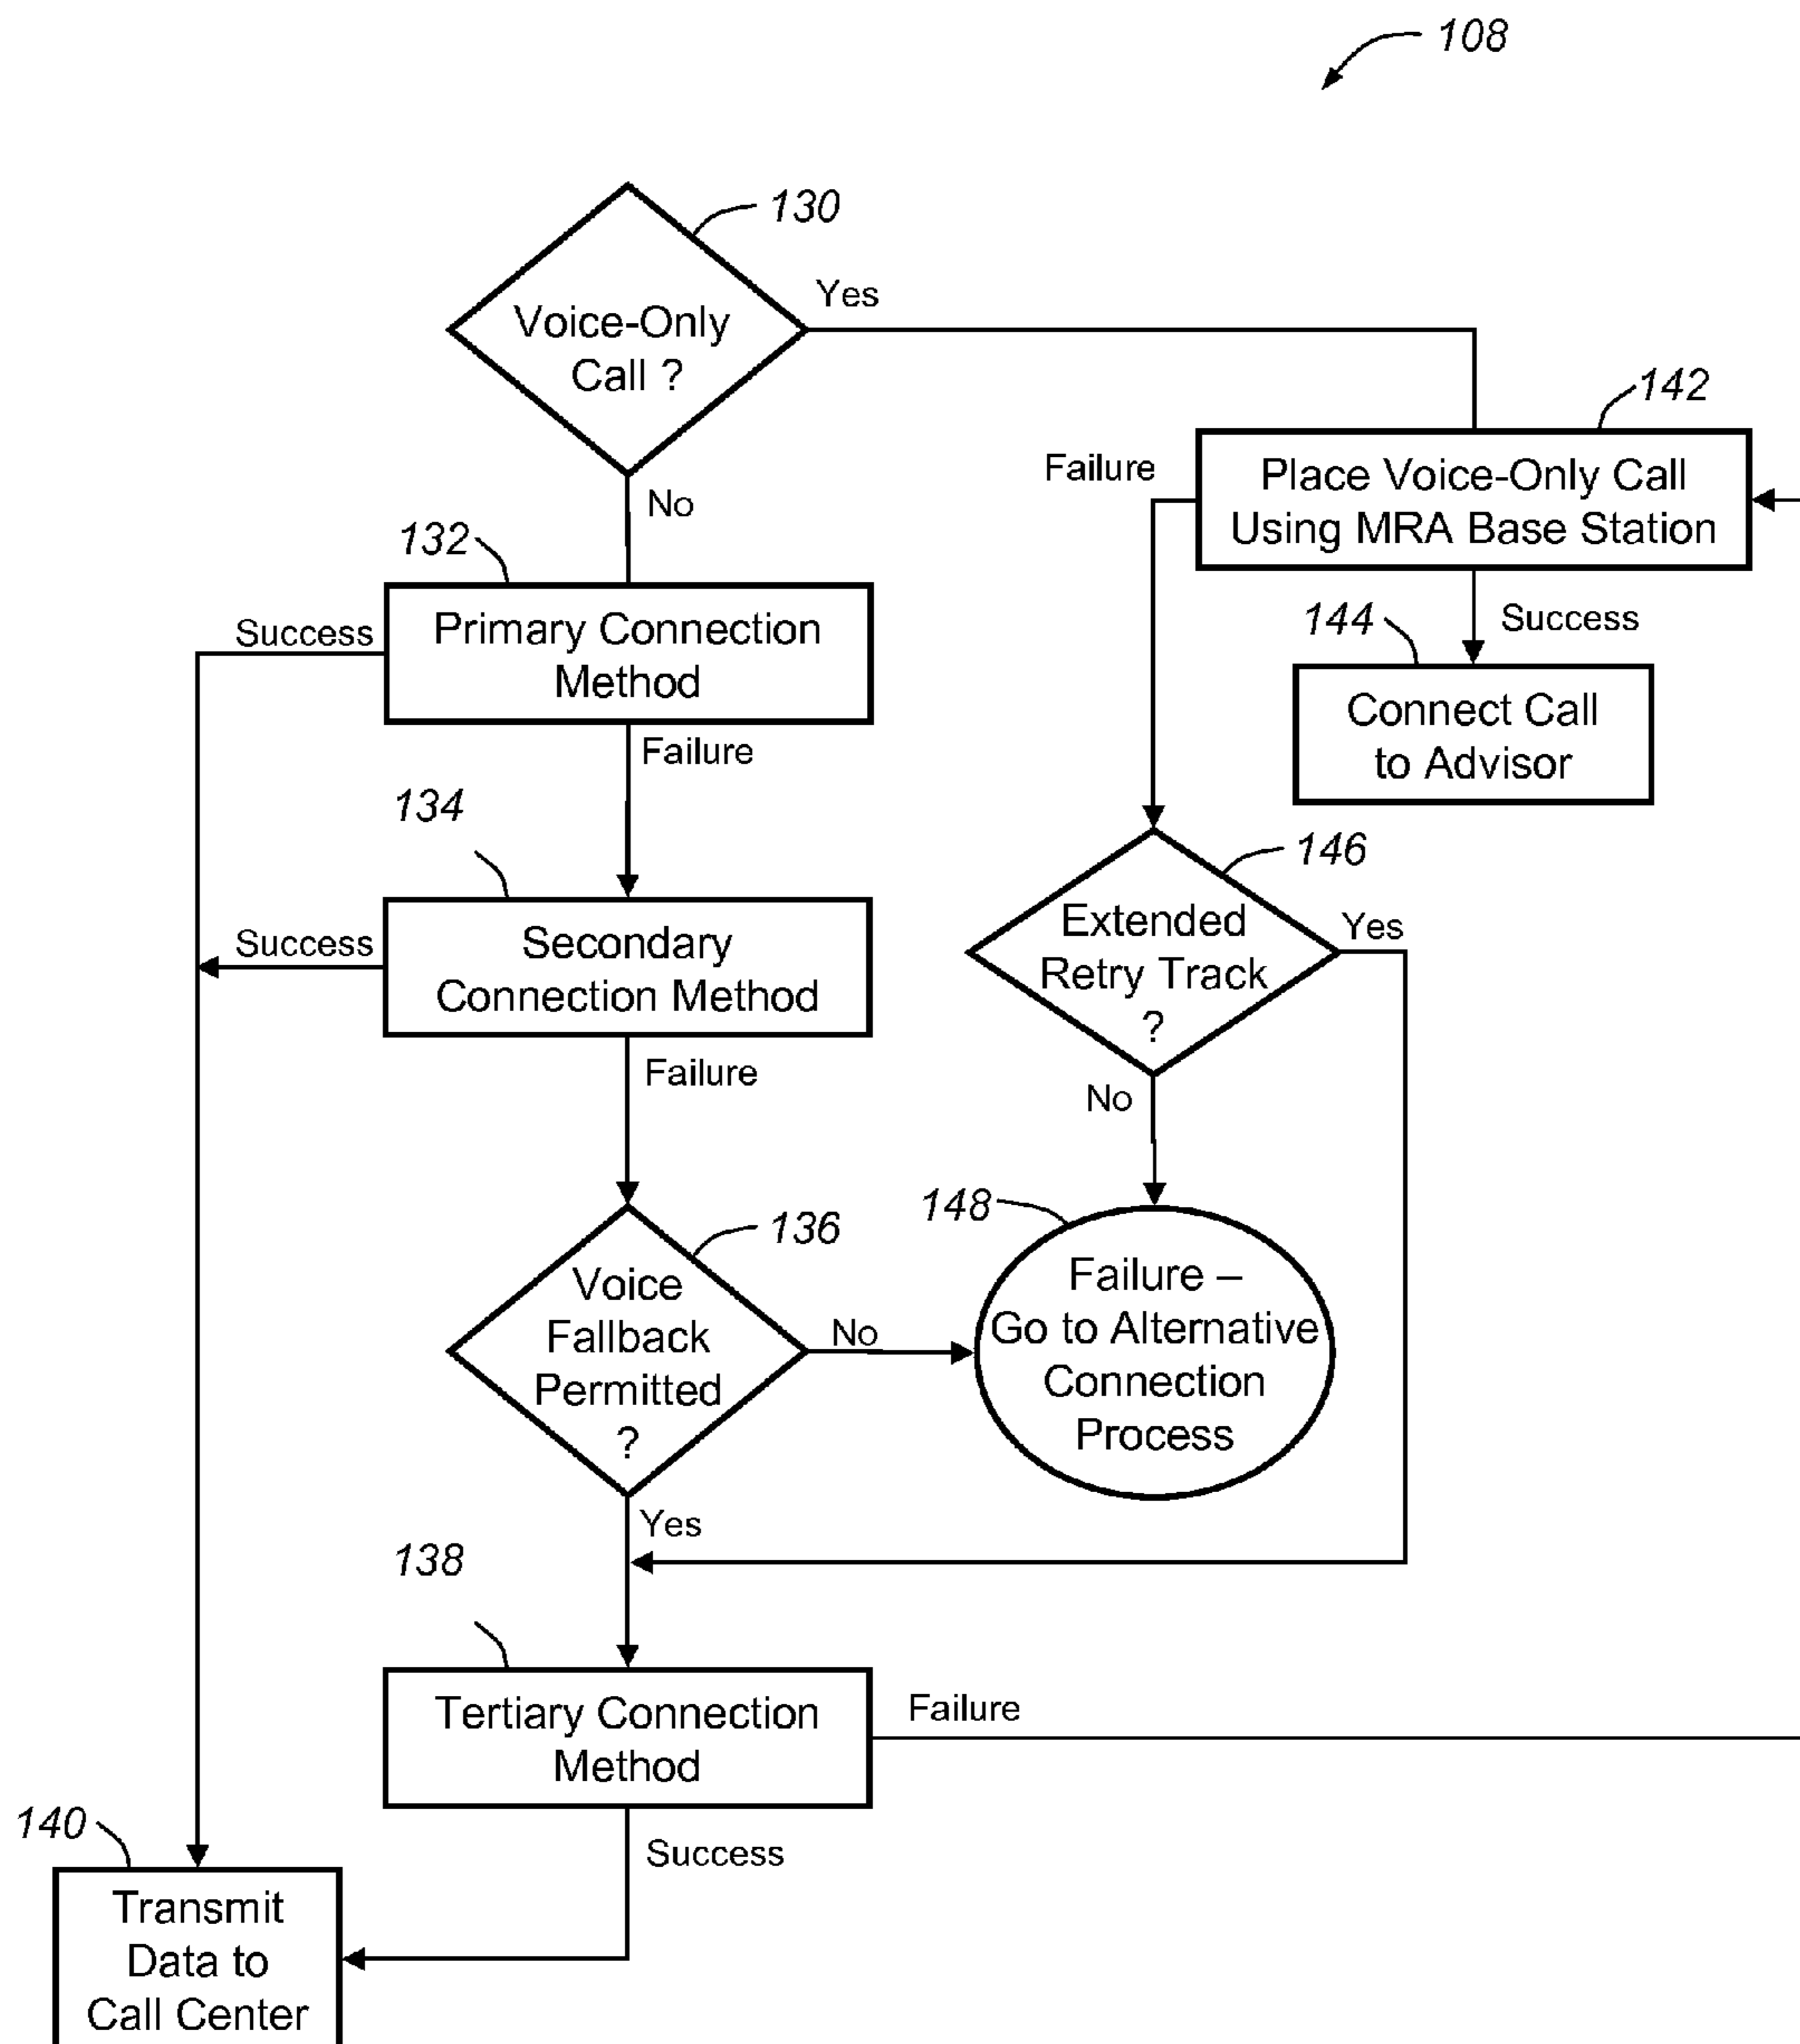 108
130
Voice-Only
Call ?
Yes
No
142
Place Voice-Only Call
Using MRA Base Station
Failure
Success
132
Primary Connection
Method
Success
Failure
144
Connect Call
to Advisor
134
Secondary
Connection Method
Success
Failure
146
Extended
Retry Track
?
Yes
No
136
Voice
Fallback
Permitted
?
No
Yes
148
Failure –
Go to Alternative
Connection
Process
138
Tertiary Connection
Method
Failure
Success
140
Transmit
Data to
Call Center